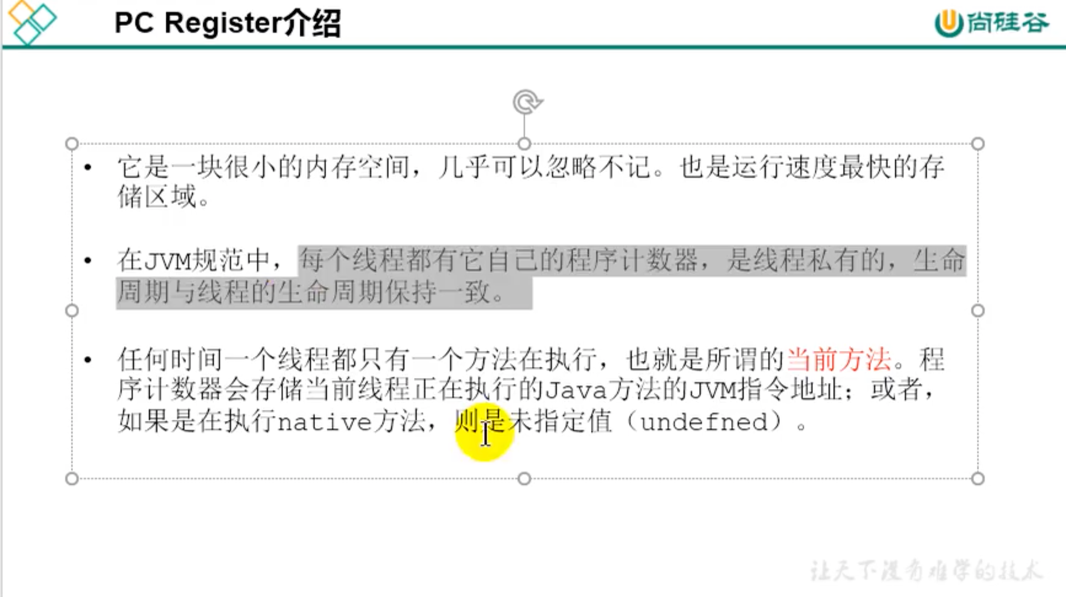 PC Register介绍
尚硅谷
• 它是一块很小的内存空间，几乎可以忽略不记。也是运行速度最快的存
储区域。
• 在JVM规范中，每个线程都有它自己的程序计数器，是线程私有的，生命
周期与线程的生命周期保持一致。
• 任何时间一个线程都只有一个方法在执行，也就是所谓的当前方法。程
序计数器会存储当前线程正在执行的Java方法的JVM指令地址；或者，
如果是在执行native方法，则是未指定值（undefned）。
让天下没有难学的技术